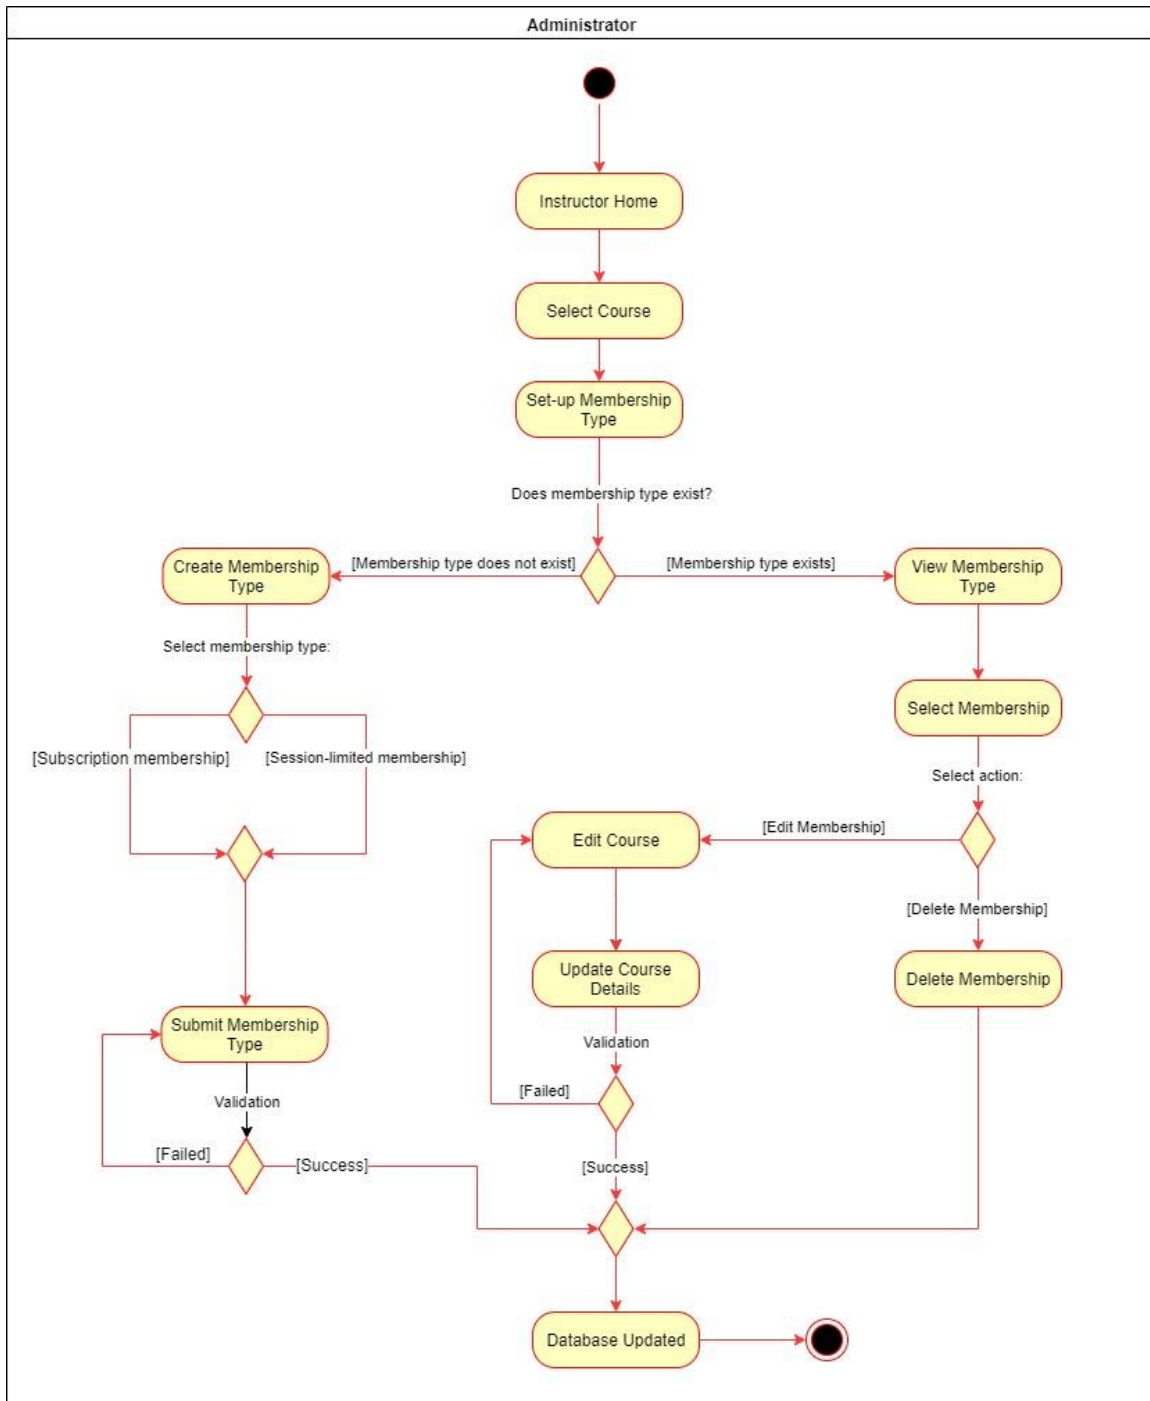 Administrator
Instructor Home
Select Course
Set-up Membership
Type
Does membership type exist?
[Membership type does not exist]
[Membership type exists]
Create Membership
Type
View Membership
Type
Select membership type:
Select Membership
[Subscription membership]
[Session-limited membership]
Select action:
[Edit Membership]
Edit Course
[Delete Membership]
Update Course
Details
Delete Membership
Submit Membership
Type
Validation
[Failed]
Validation
[Failed]
[Success]
[Success]
Database Updated